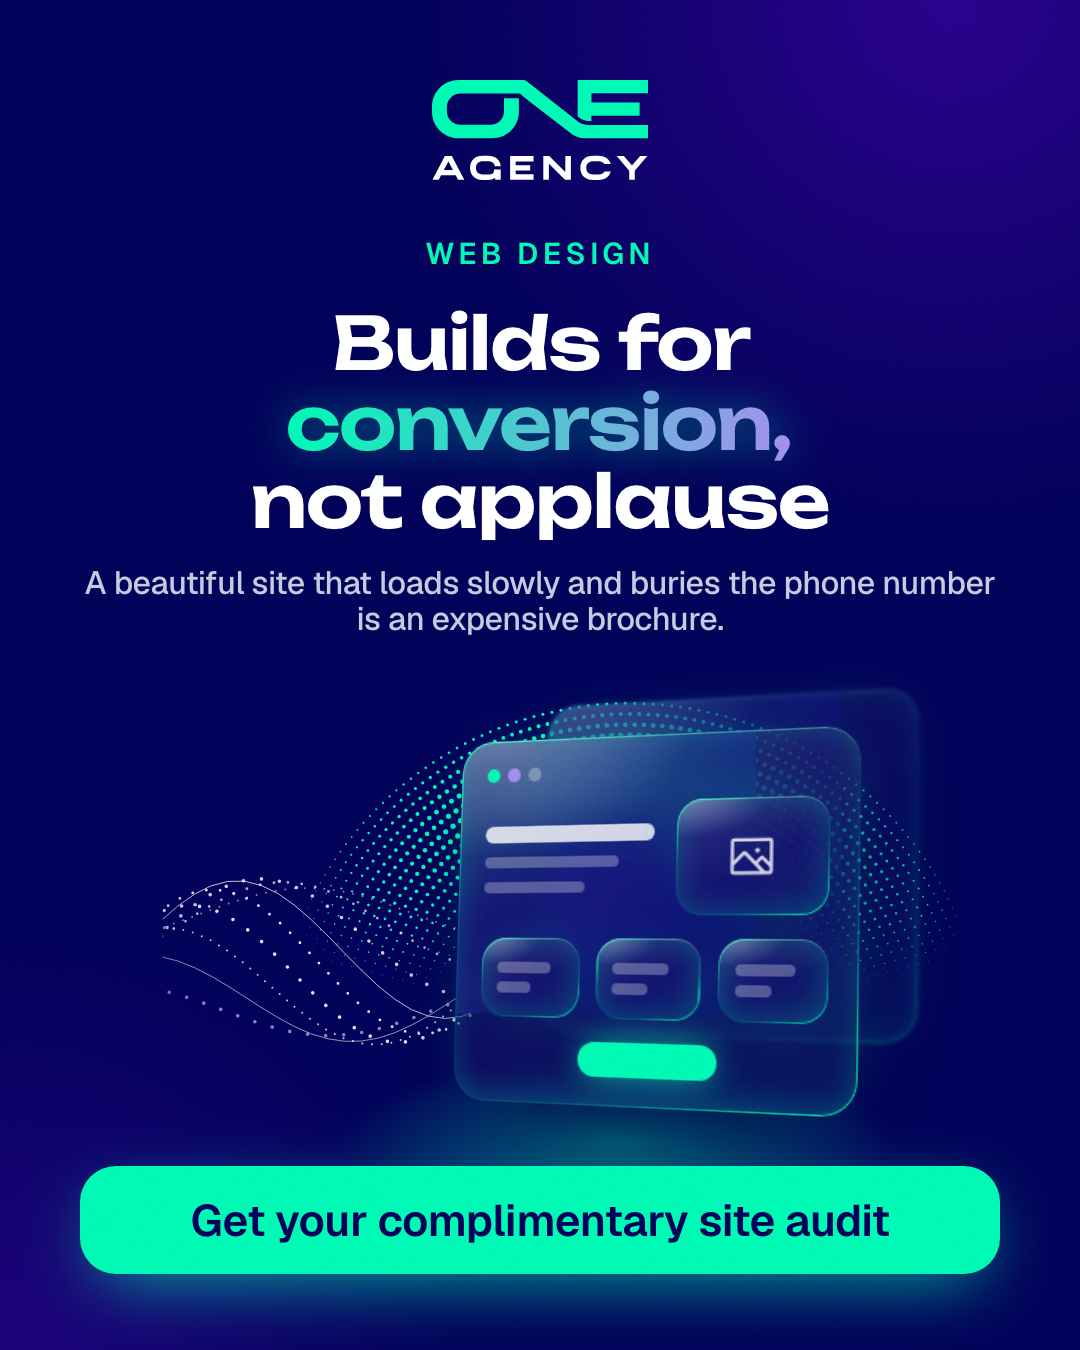 ONE
AGENCY
WEB DESIGN
Builds for
conversion,
not applause
A beautiful site that loads slowly and buries the phone number
is an expensive brochure.
Get your complimentary site audit